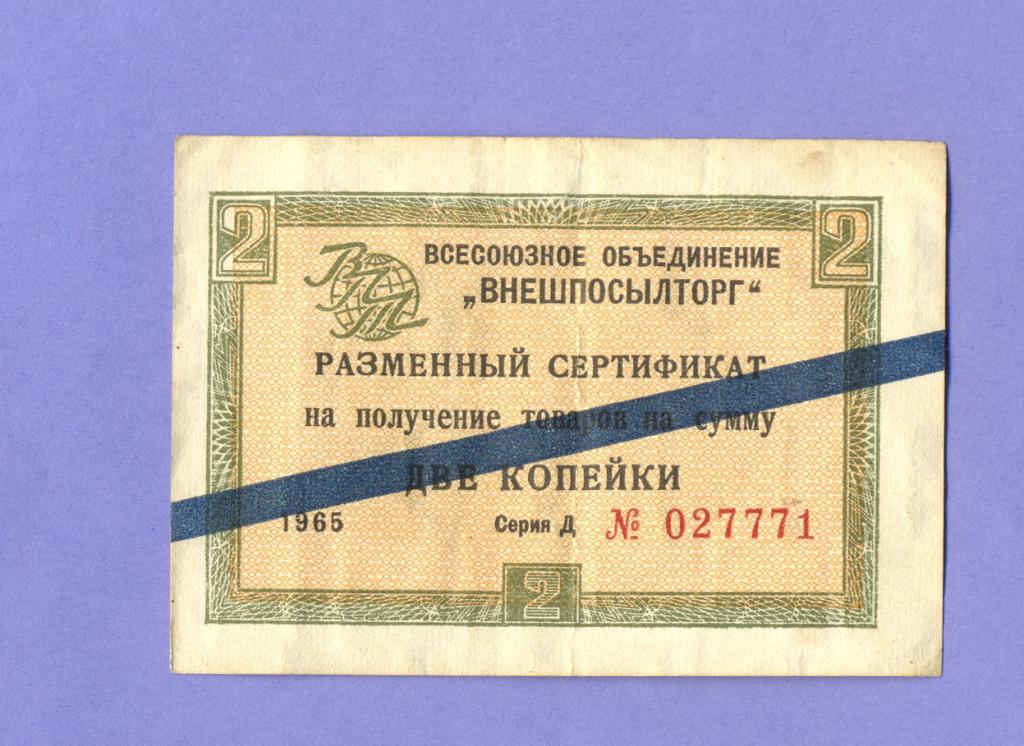 2 2
ВПТ
ВСЕСОЮЗНОЕ ОБЪЕДИНЕНИЕ
„ВНЕШПОСЫЛТОРГ“
РАЗМЕННЫЙ СЕРТИФИКАТ
на получение товаров на сумму
ДВЕ КОПЕЙКИ
1965 Серия Д № 027771
2